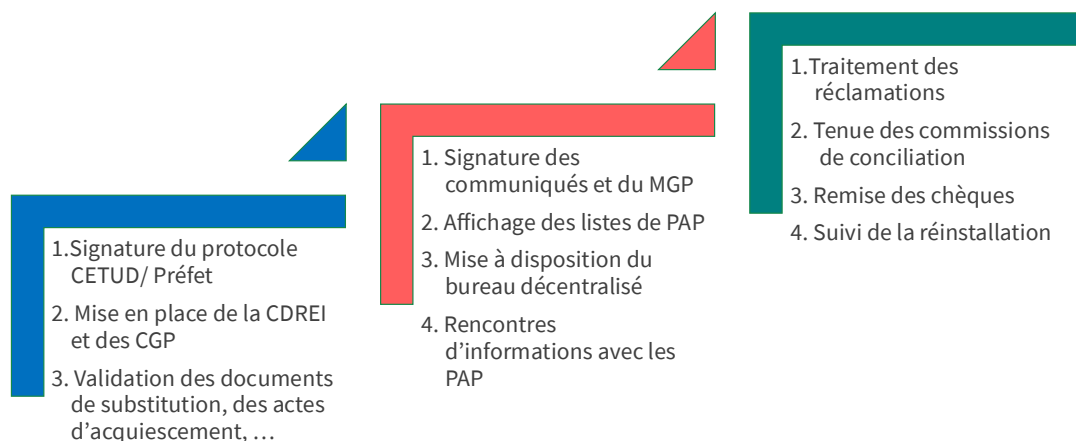 1.Signature du protocole
CETUD/ Préfet
2. Mise en place de la CDREI
et des CGP
3. Validation des documents
de substitution, des actes
d'acquiescement, …
1. Signature des
communiqués et du MGP
2. Affichage des listes de PAP
3. Mise à disposition du
bureau décentralisé
4. Rencontres
d’informations avec les
PAP
1.Traitement des
réclamations
2. Tenue des commissions
de conciliation
3. Remise des chèques
4. Suivi de la réinstallation